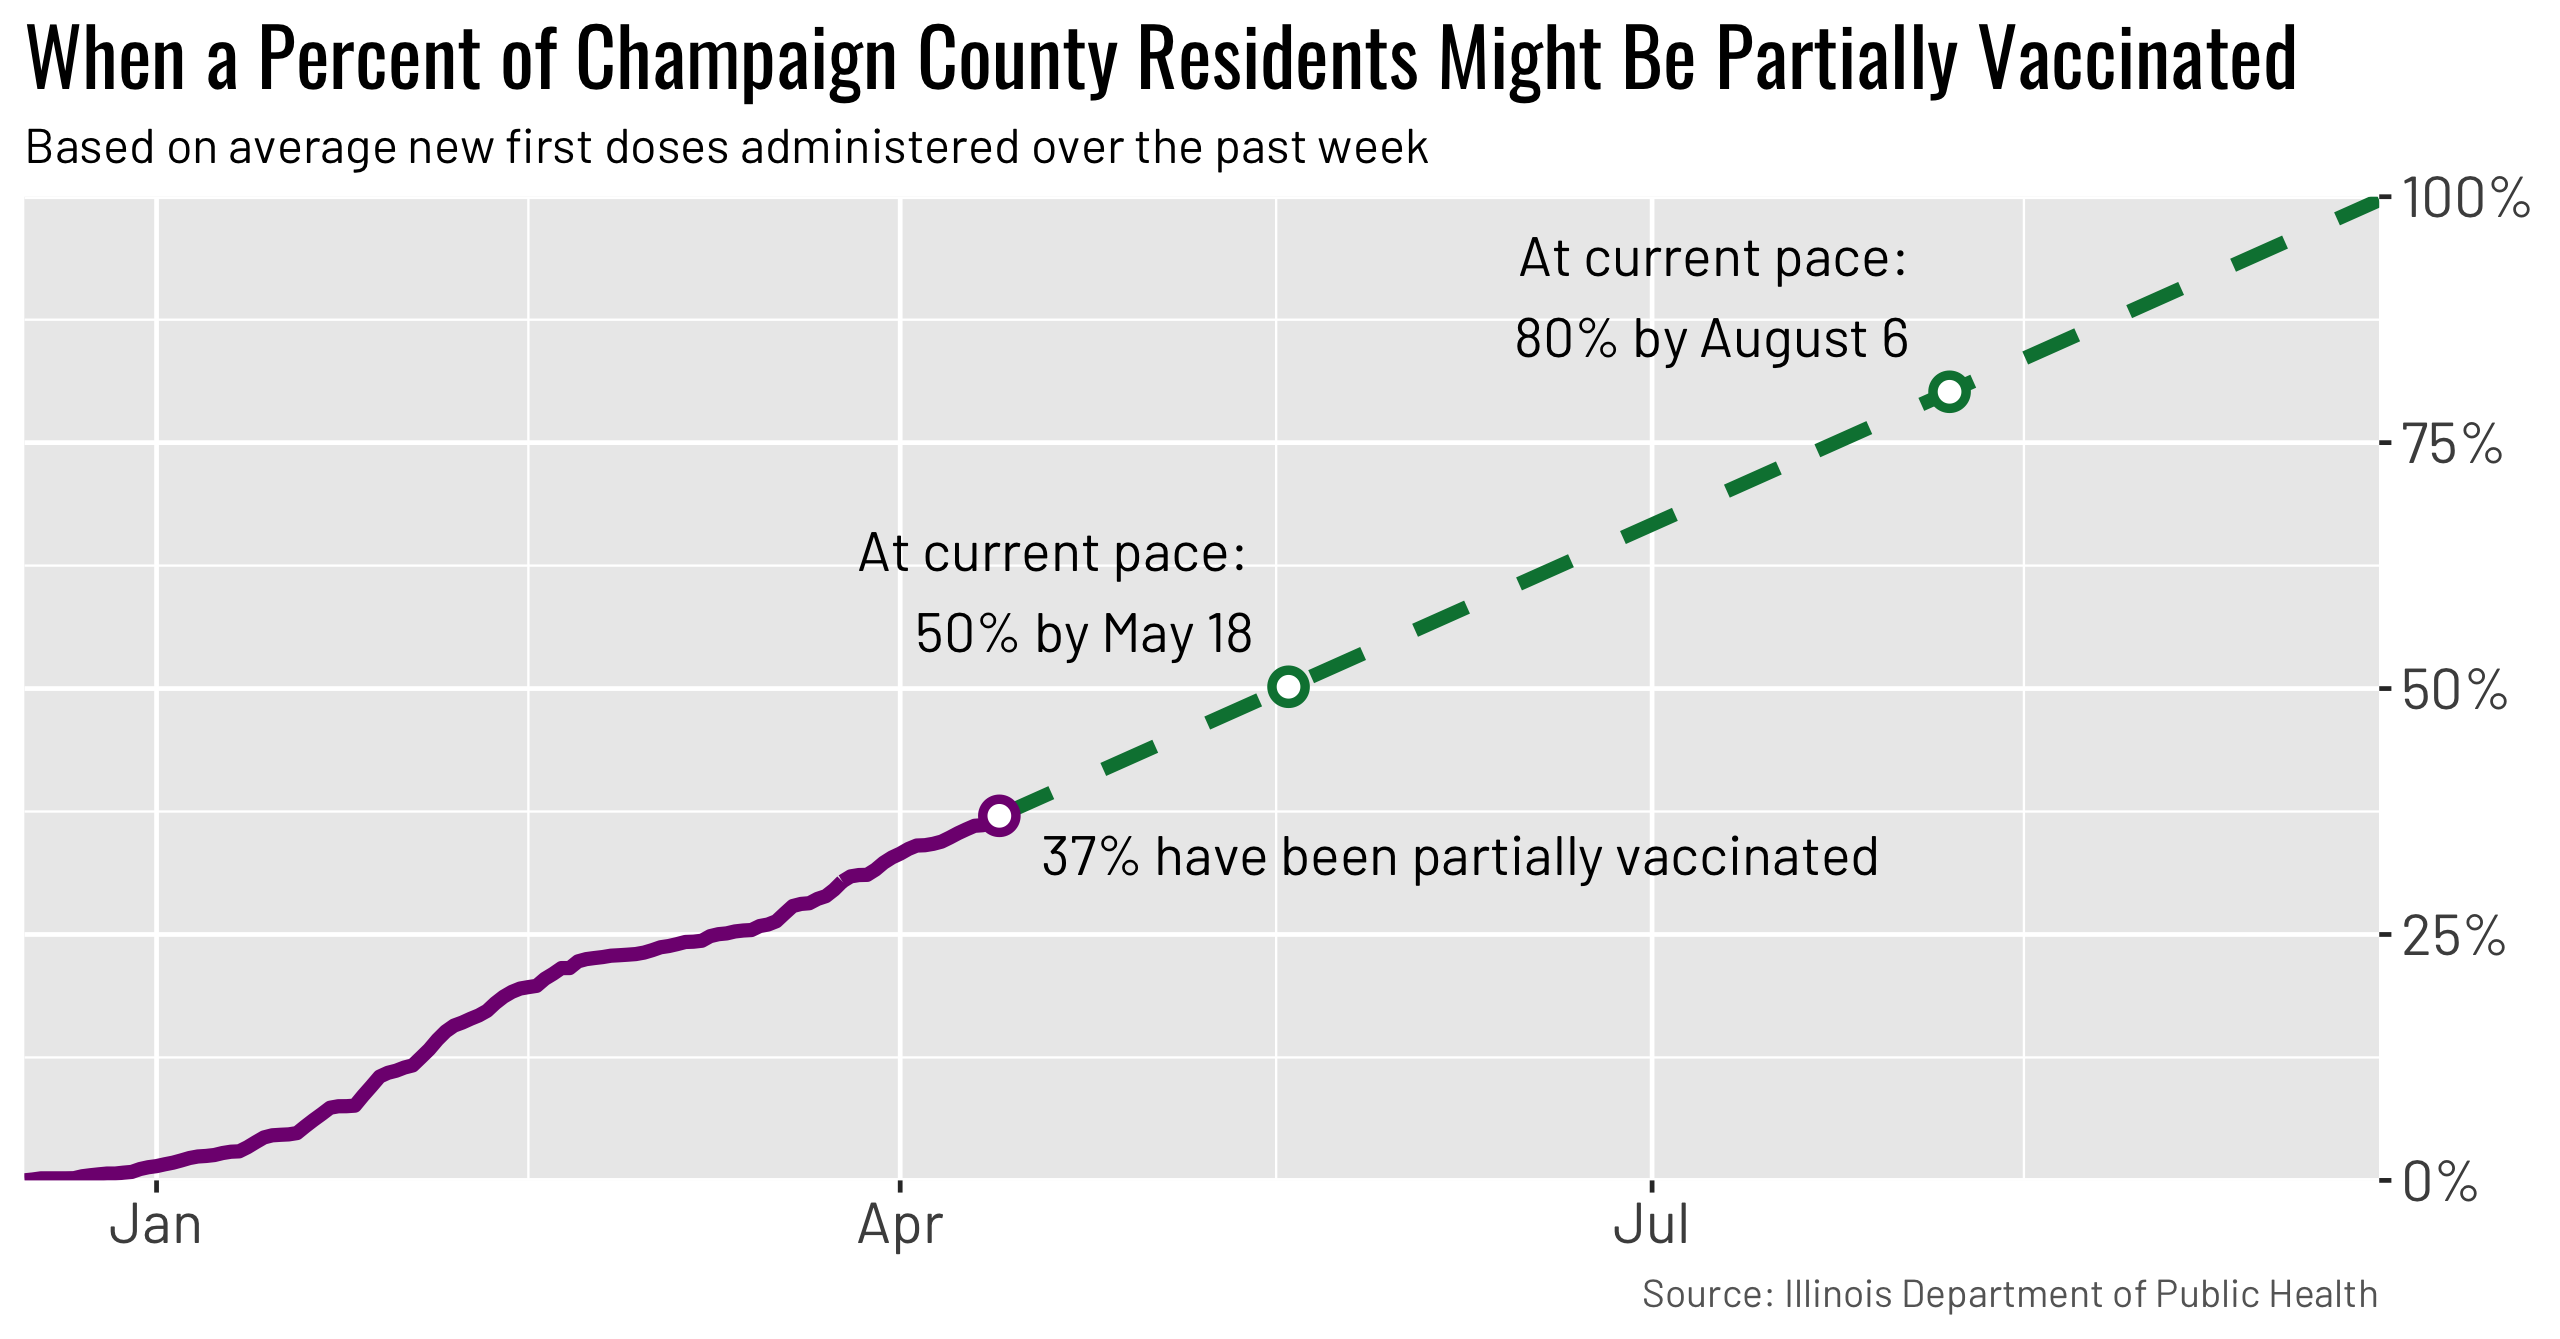 When a Percent of Champaign County Residents Might Be Partially Vaccinated
Based on average new first doses administered over the past week
100%
At current pace:
80% by August 6
75%
At current pace:
50% by May 18
50%
37% have been partially vaccinated
25%
0%
Jan
Apr
Jul
Source: Illinois Department of Public Health